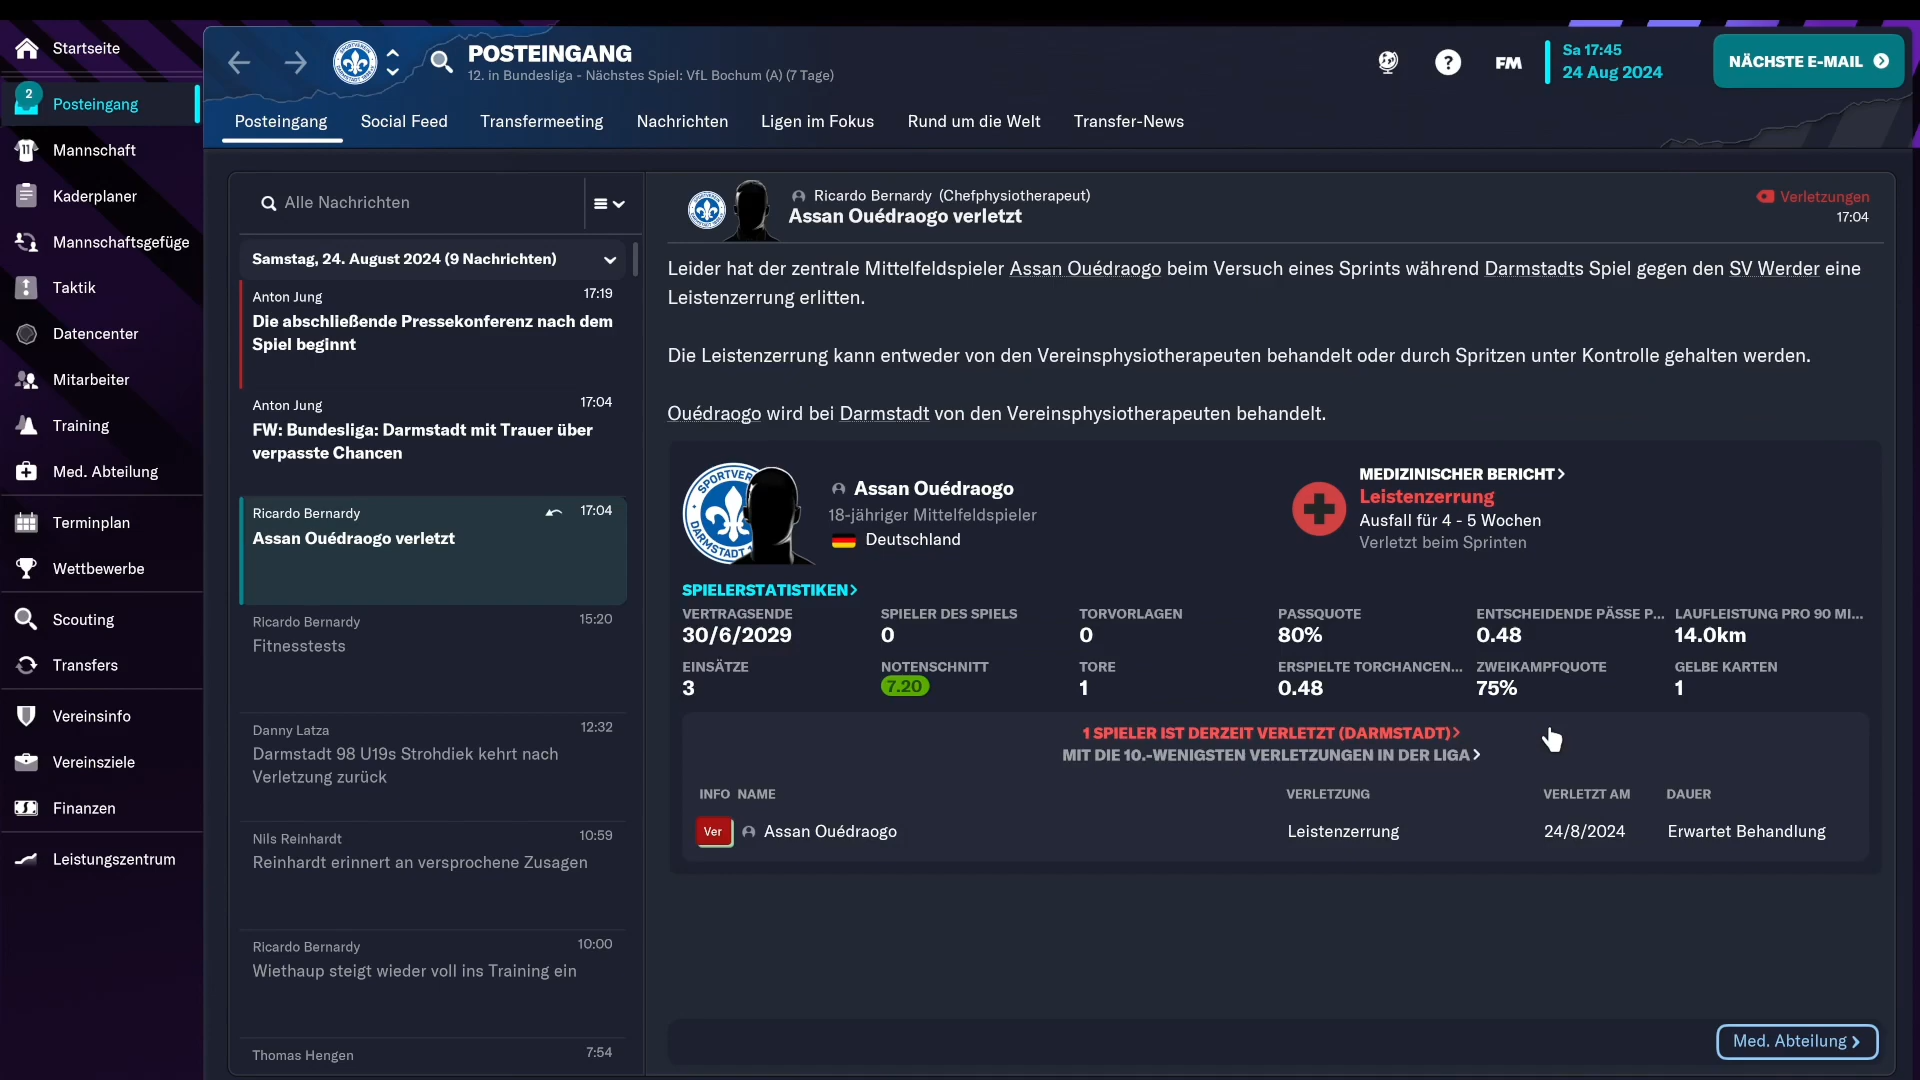 Startseite
2
Posteingang
Mannschaft
Kaderplaner
Mannschaftsgefüge
Taktik
Datencenter
Mitarbeiter
Training
Med. Abteilung
Terminplan
Wettbewerbe
Scouting
Transfers
Vereinsinfo
Vereinsziele
Finanzen
Leistungszentrum
POSTEINGANG
12. in Bundesliga - Nächstes Spiel: VfL Bochum (A) (7 Tage)
?
FM
Sa 17:45
24 Aug 2024
NÄCHSTE E-MAIL
Posteingang Social Feed Transfermeeting Nachrichten Ligen im Fokus Rund um die Welt Transfer-News
Alle Nachrichten
Samstag, 24. August 2024 (9 Nachrichten)
Anton Jung 17:19
Die abschließende Pressekonferenz nach dem
Spiel beginnt
Anton Jung 17:04
FW: Bundesliga: Darmstadt mit Trauer über
verpasste Chancen
Ricardo Bernardy 17:04
Assan Ouédraogo verletzt
Ricardo Bernardy 15:20
Fitnesstests
Danny Latza 12:32
Darmstadt 98 U19s Strohdiek kehrt nach
Verletzung zurück
Nils Reinhardt 10:59
Reinhardt erinnert an versprochene Zusagen
Ricardo Bernardy 10:00
Wiethaup steigt wieder voll ins Training ein
Thomas Hengen 7:54
Ricardo Bernardy (Chefphysiotherapeut)
Assan Ouédraogo verletzt
Verletzungen
17:04
Leider hat der zentrale Mittelfeldspieler Assan Ouédraogo beim Versuch eines Sprints während Darmstadts Spiel gegen den SV Werder eine
Leistenzerrung erlitten.
Die Leistenzerrung kann entweder von den Vereinsphysiotherapeuten behandelt oder durch Spritzen unter Kontrolle gehalten werden.
Ouédraogo wird bei Darmstadt von den Vereinsphysiotherapeuten behandelt.
SPORTVEREIN
DARMSTADT
Assan Ouédraogo
18-jähriger Mittelfeldspieler
Deutschland
MEDIZINISCHER BERICHT
Leistenzerrung
Ausfall für 4 - 5 Wochen
Verletzt beim Sprinten
SPIELERSTATISTIKEN
VERTRAGSENDE SPIELER DES SPIELS TORVORLAGEN PASSQUOTE ENTSCHEIDENDE PÄSSE P... LAUFLEISTUNG PRO 90 MI...
30/6/2029 0 0 80% 0.48 14.0km
EINSÄTZE NOTENSCHNITT TORE ERSPIELTE TORCHANCEN... ZWEIKAMPFQUOTE GELBE KARTEN
3 7.20 1 0.48 75% 1
1 SPIELER IST DERZEIT VERLETZT (DARMSTADT)
MIT DIE 10.-WENIGSTEN VERLETZUNGEN IN DER LIGA
INFO NAME VERLETZUNG VERLETZT AM DAUER
Ver Assan Ouédraogo Leistenzerrung 24/8/2024 Erwartet Behandlung
Med. Abteilung